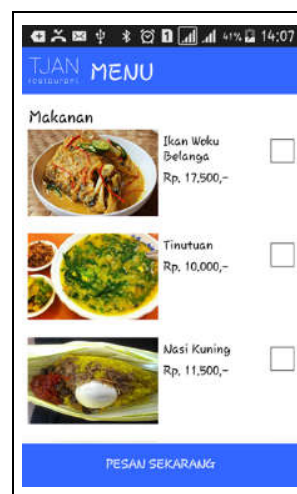 41% 14:07
TJAN
restaurant
MENU
Makanan
Ikan Woku
Belanga
Rp. 17,500,-
Tinutuan
Rp. 10,000,-
Nasi Kuning
Rp. 11,500,-
PESAN SEKARANG